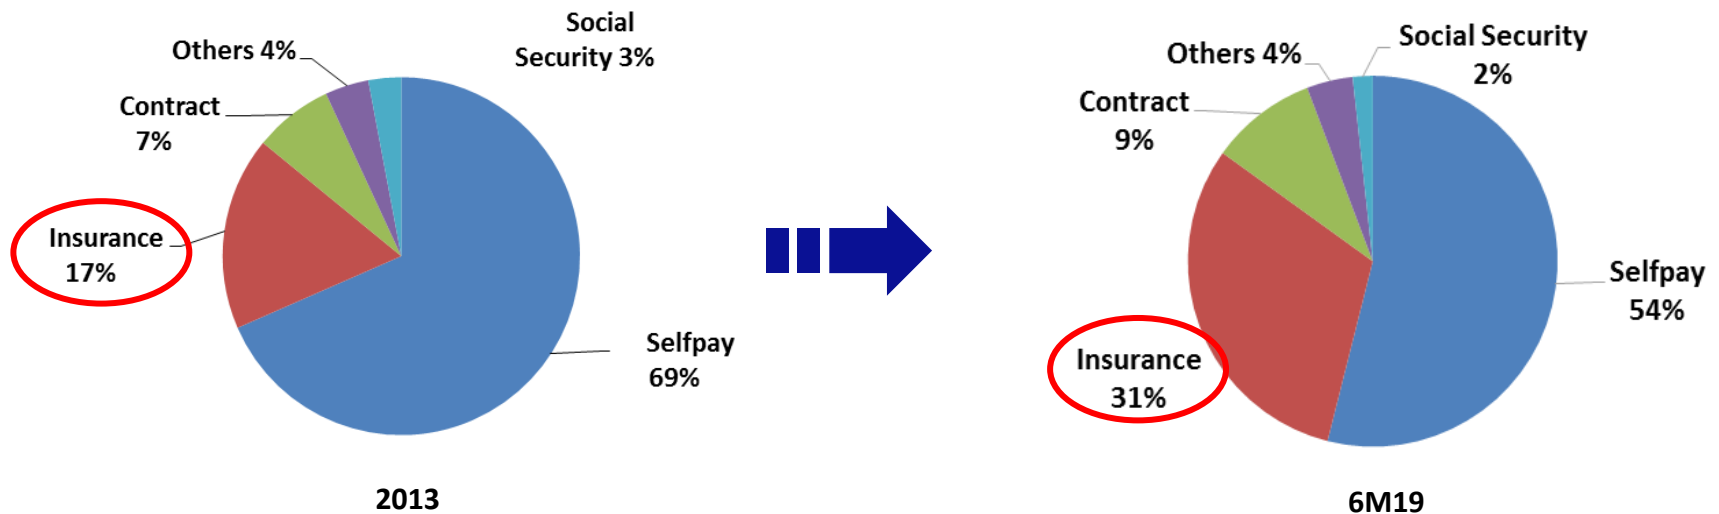 Social
Security 3%
Others 4%
Contract
7%
Insurance
17%
Selfpay
69%
2013
Social Security
2%
Others 4%
Contract
9%
Selfpay
54%
Insurance
31%
6M19